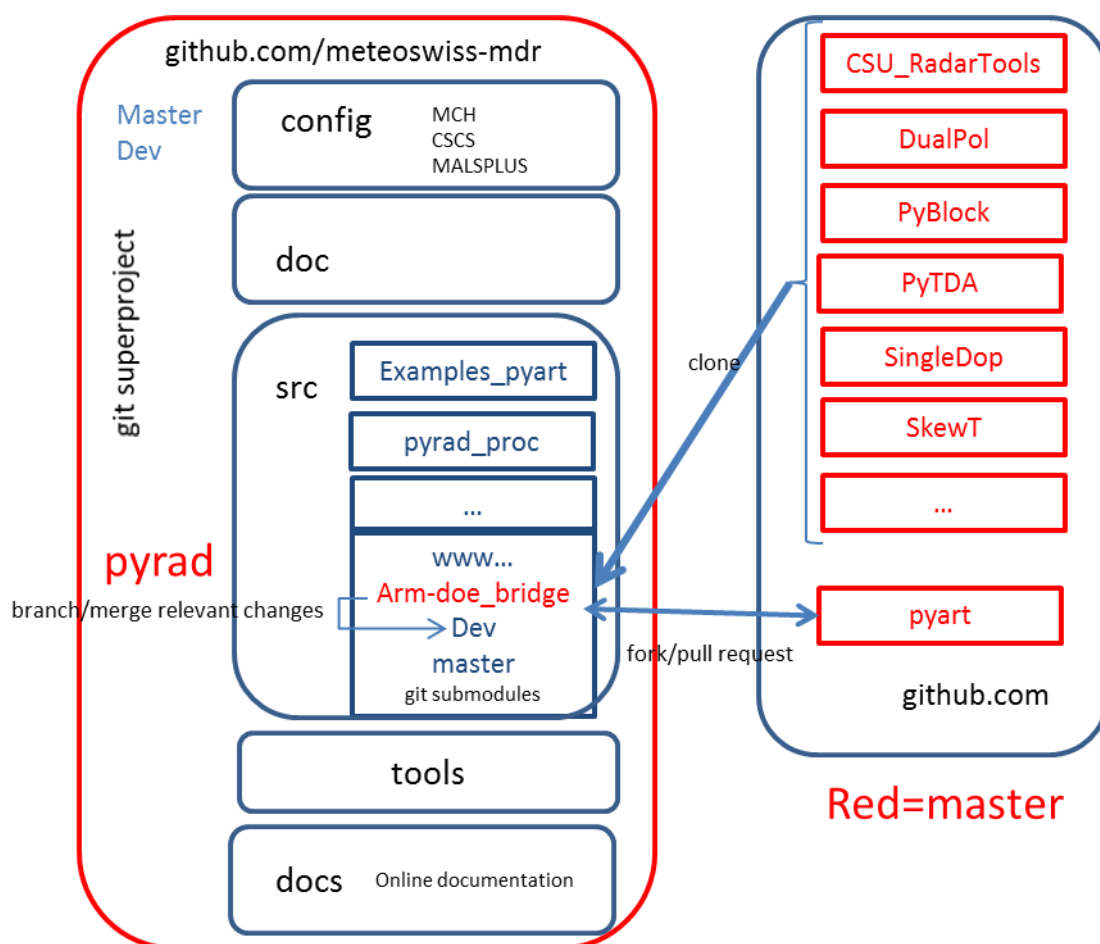 github.com/meteoswiss-mdr
Master
Dev
config
MCH
CSCS
MALSPLUS
git superproject
doc
src
Examples_pyart
pyrad_proc
...
www...
Arm-doe_bridge
Dev
master
git submodules
pyrad
branch/merge relevant changes
tools
docs
Online documentation
clone
fork/pull request
CSU_RadarTools
DualPol
PyBlock
PyTDA
SingleDop
SkewT
...
pyart
github.com
Red=master